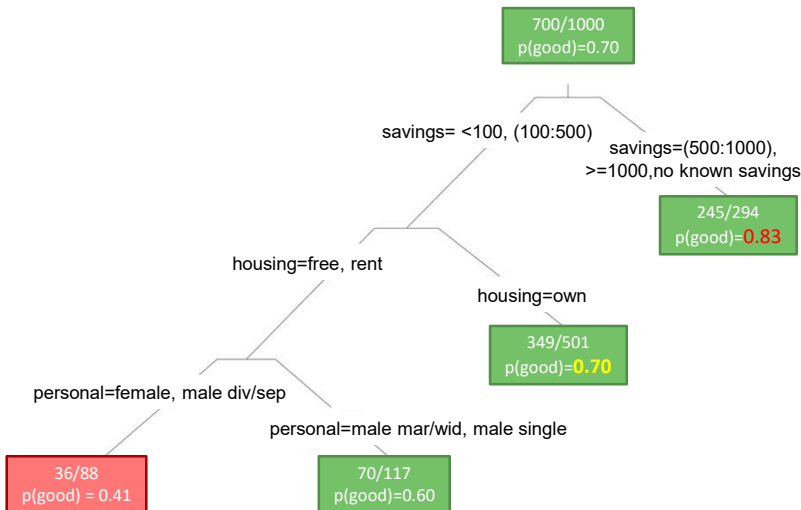 700/1000
p(good)=0.70
savings= <100, (100:500)
savings=(500:1000),
>=1000,no known savings
245/294
p(good)=0.83
housing=free, rent
housing=own
349/501
p(good)=0.70
personal=female, male div/sep
personal=male mar/wid, male single
36/88
p(good) = 0.41
70/117
p(good)=0.60